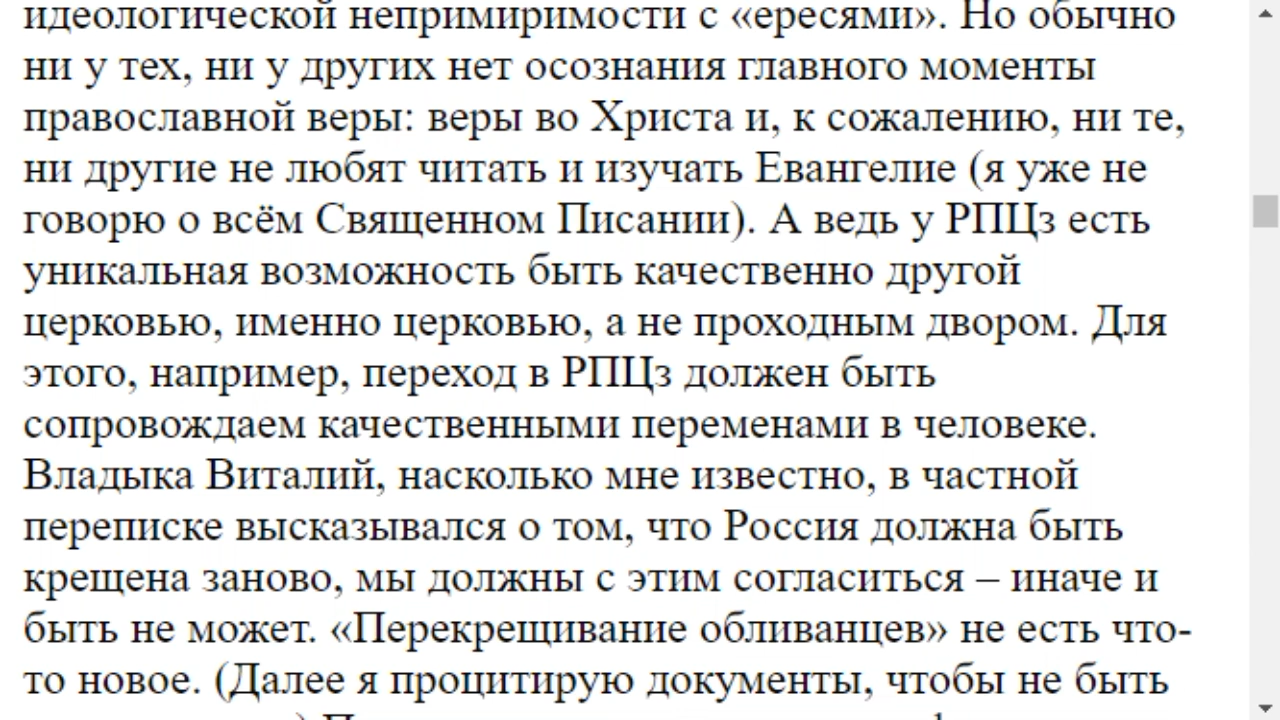 идеологической непримиримости с «ересями». Но обычно
ни у тех, ни у других нет осознания главного моменты
православной веры: веры во Христа и, к сожалению, ни те,
ни другие не любят читать и изучать Евангелие (я уже не
говорю о всём Священном Писании). А ведь у РПЦз есть
уникальная возможность быть качественно другой
церковью, именно церковью, а не проходным двором. Для
этого, например, переход в РПЦз должен быть
сопровождаем качественными переменами в человеке.
Владыка Виталий, насколько мне известно, в частной
переписке высказывался о том, что Россия должна быть
крещена заново, мы должны с этим согласиться – иначе и
быть не может. «Перекрещивание обливанцев» не есть что-
то новое. (Далее я процитирую документы, чтобы не быть